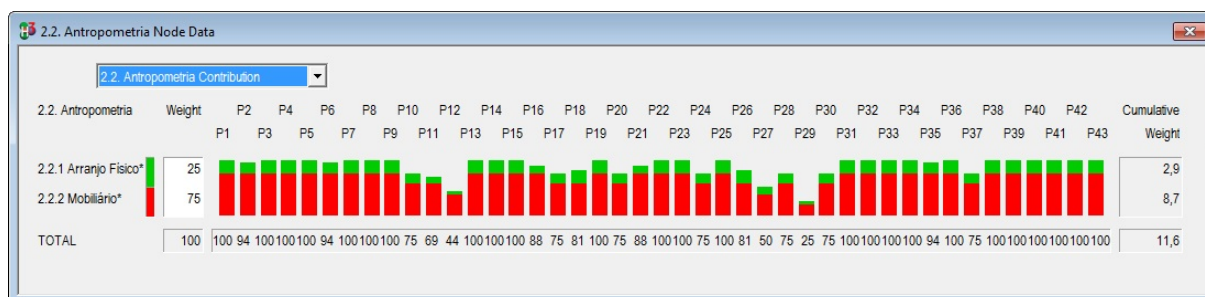 2.2. Antropometria Node Data
2.2. Antropometria Contribution
2.2. Antropometria Weight P2 P4 P6 P8 P10 P12 P14 P16 P18 P20 P22 P24 P26 P28 P30 P32 P34 P36 P38 P40 P42 Cumulative
P1 P3 P5 P7 P9 P11 P13 P15 P17 P19 P21 P23 P25 P27 P29 P31 P33 P35 P37 P39 P41 P43 Weight
2.2.1 Arranjo Físico* 25 2,9
2.2.2 Mobiliário* 75 8,7
TOTAL 100 100 94 100 100 100 94 100 100 100 75 69 44 100 100 100 88 75 81 100 75 88 100 100 75 100 81 50 75 25 75 100 100 100 100 94 100 75 100 100 100 100 100 100 11,6